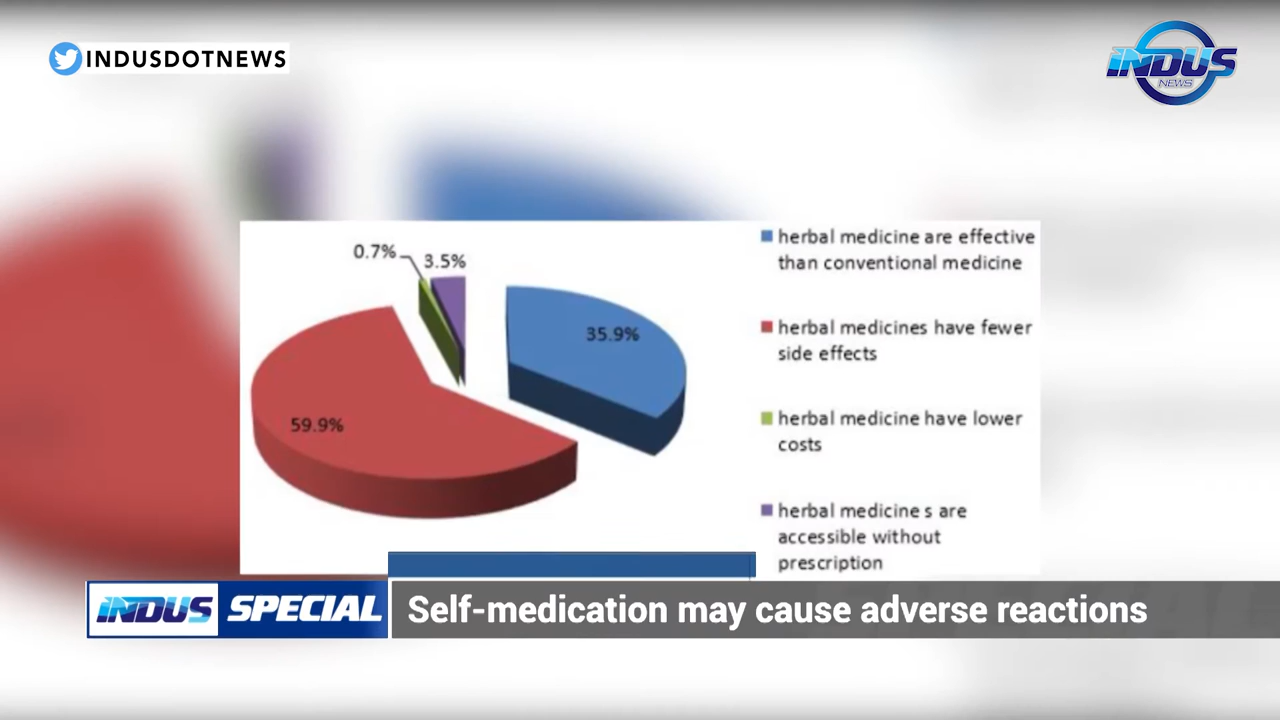 INDUSDOTNEWS
iNDUS
NEWS
0.7%
3.5%
35.9%
59.9%
herbal medicine are effective
than conventional medicine
herbal medicines have fewer
side effects
herbal medicine have lower
costs
herbal medicine s are
accessible without
prescription
iNDUS SPECIAL Self-medication may cause adverse reactions